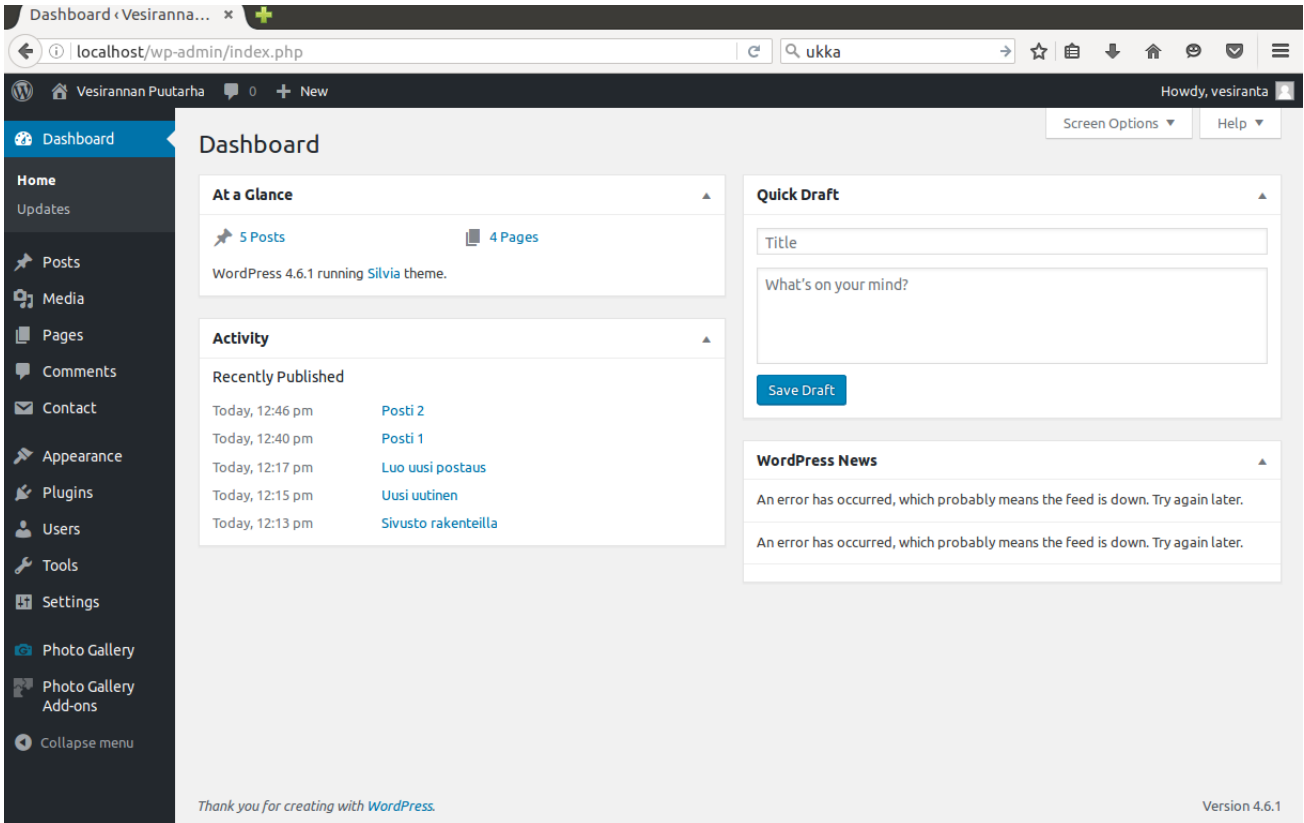 Dashboard ‹ Vesiranna...
localhost/wp-admin/index.php
ukka
Vesirannan Puutarha 0 New
Howdy, vesiranta
Dashboard
Home
Updates
Posts
Media
Pages
Comments
Contact
Appearance
Plugins
Users
Tools
Settings
Photo Gallery
Photo Gallery
Add-ons
Collapse menu
Screen Options Help
Dashboard
At a Glance
5 Posts 4 Pages
WordPress 4.6.1 running Silvia theme.
Activity
Recently Published
Today, 12:46 pm Posti 2
Today, 12:40 pm Posti 1
Today, 12:17 pm Luo uusi postaus
Today, 12:15 pm Uusi uutinen
Today, 12:13 pm Sivusto rakenteilla
Quick Draft
Title
What's on your mind?
Save Draft
WordPress News
An error has occurred, which probably means the feed is down. Try again later.
An error has occurred, which probably means the feed is down. Try again later.
Thank you for creating with WordPress.
Version 4.6.1